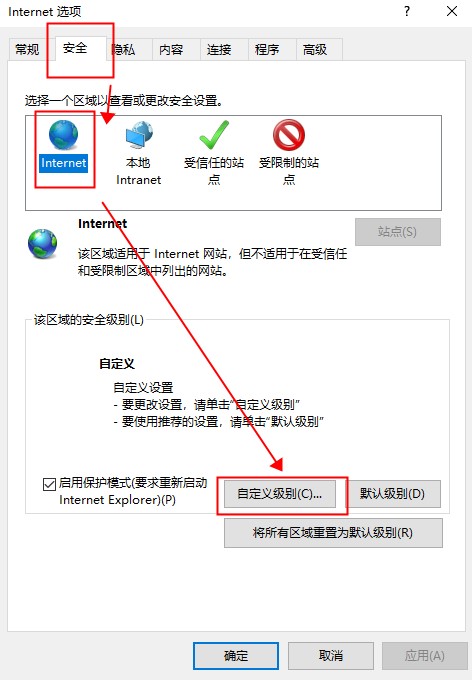 Internet 选项
? ×
常规 安全 隐私 内容 连接 程序 高级
选择一个区域以查看或更改安全设置。
Internet
本地
Intranet
受信任的站
点
受限制的站
点
Internet
站点(S)
该区域适用于 Internet 网站，但不适用于在受信任
和受限制区域中列出的网站。
该区域的安全级别(L)
自定义
自定义设置
- 要更改设置，请单击“自定义级别”
- 要使用推荐的设置，请单击“默认级别”
启用保护模式(要求重新启动
Internet Explorer)(P)
自定义级别(C)...
默认级别(D)
将所有区域重置为默认级别(R)
确定 取消 应用(A)